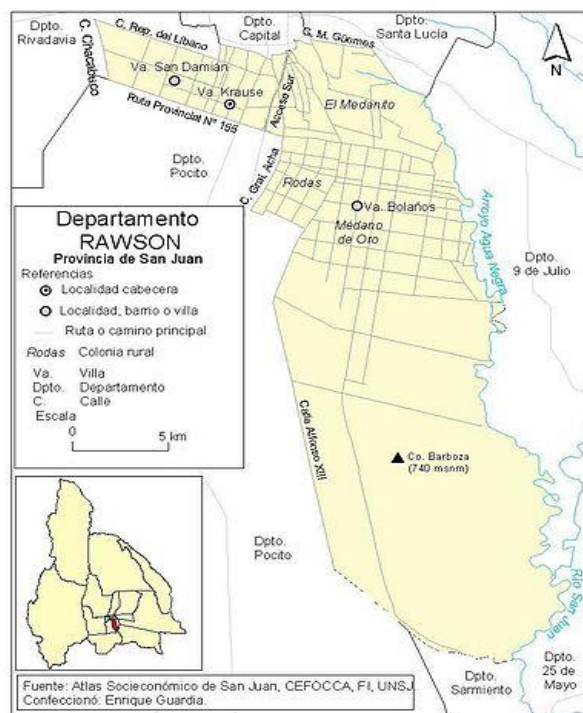 Dpto.
Rivadavia
C. Rep. del Líbano
Dpto.
Capital
G. M. Güemes
Dpto.
Santa Lucía
N
C. Chacabuco
Va. San Damián
Va. Krause
Acceso Sur
El Medanito
Ruta Provincial Nº 155
Dpto.
Pocito
C. Gral. Acha
Rodas
Va. Bolaños
Médano
de Oro
Arroyo Agua Negra
Dpto.
9 de Julio
Departamento
RAWSON
Provincia de San Juan
Referencias
Localidad cabecera
Localidad, barrio o villa
Ruta o camino principal
Rodas Colonia rural
Va. Villa
Dpto. Departamento
C. Calle
Escala
0 5 km
Calle Alfonso XIII
Co. Barboza
(740 msnm)
Dpto.
Pocito
Río San Juan
Dpto.
Sarmiento
Dpto.
25 de
Mayo
Fuente: Atlas Socieconómico de San Juan, CEFOCCA, F.I, UNSJ
Confeccionó: Enrique Guardia.